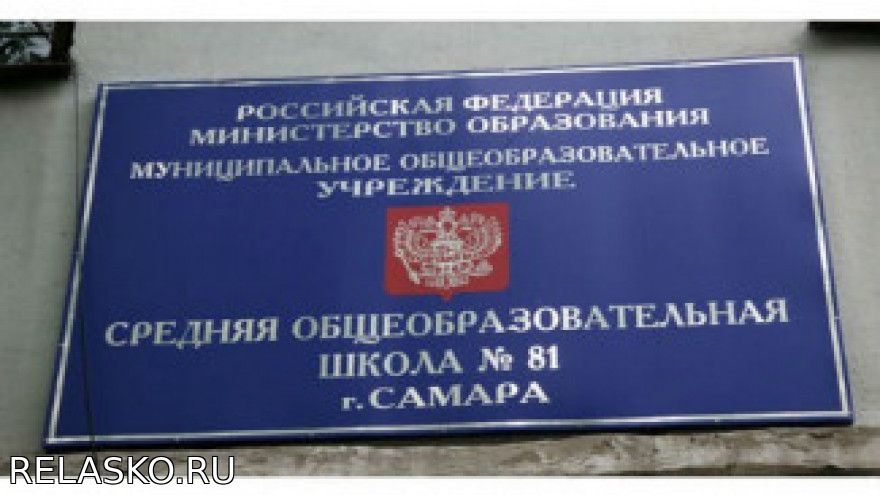 РОССИЙСКАЯ ФЕДЕРАЦИЯ
МИНИСТЕРСТВО ОБРАЗОВАНИЯ
МУНИЦИПАЛЬНОЕ ОБЩЕОБРАЗОВАТЕЛЬНОЕ
УЧРЕЖДЕНИЕ
СРЕДНЯЯ ОБЩЕОБРАЗОВАТЕЛЬНАЯ
ШКОЛА № 81
г. САМАРА
RELASKO.RU